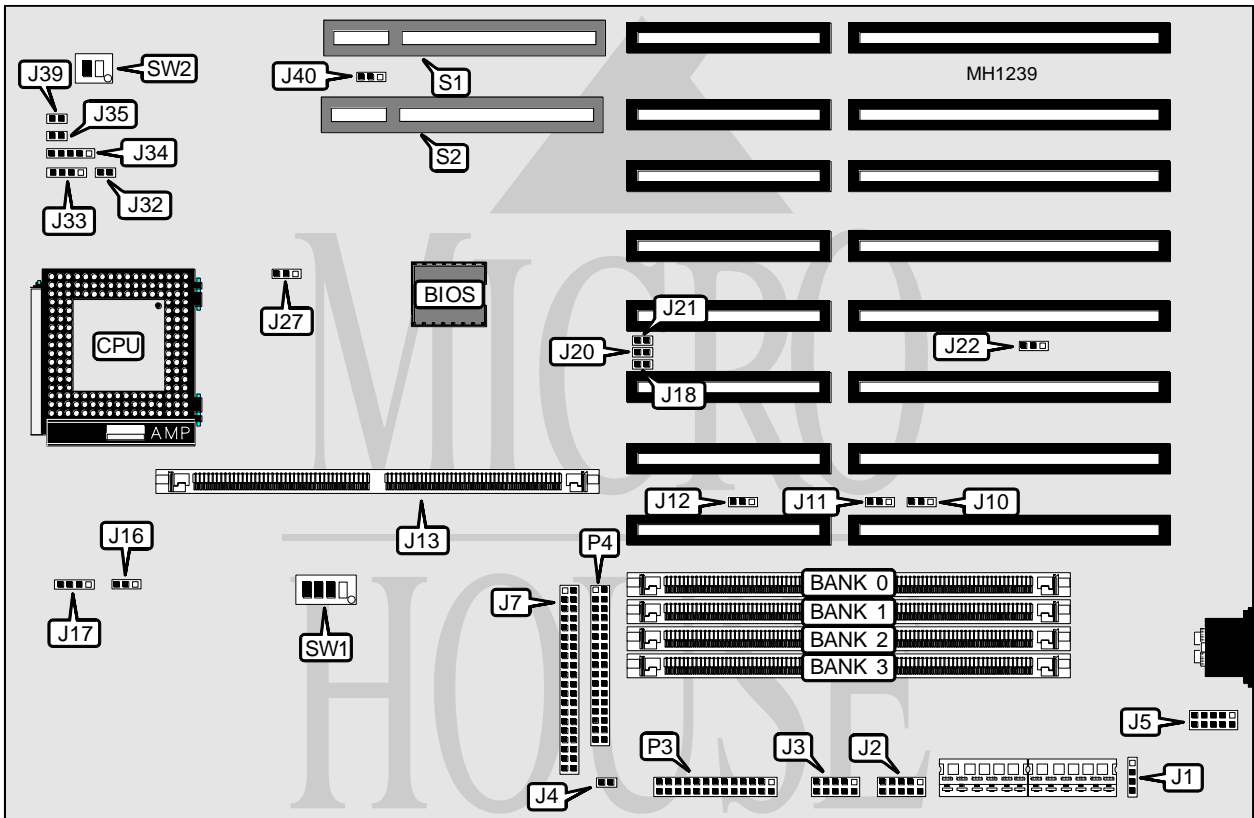 J39
SW2
J40
S1
MH1239
J35
J34
S2
J33
J32
J27
BIOS
CPU
J21
J20
J22
J18
AMP
J12
J11
J10
J13
J16
P4
J17
SW1
J7
BANK 0
BANK 1
BANK 2
BANK 3
J5
P3
J3
J2
J4
J1
MICRO
HOUSE